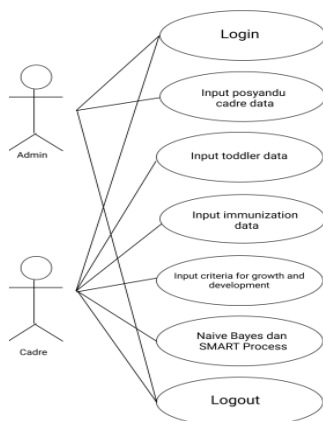 Login
Input posyandu
cadre data
Admin
Input toddler data
Input immunization
data
Input criteria for growth and
development
Cadre
Naive Bayes dan
SMART Process
Logout